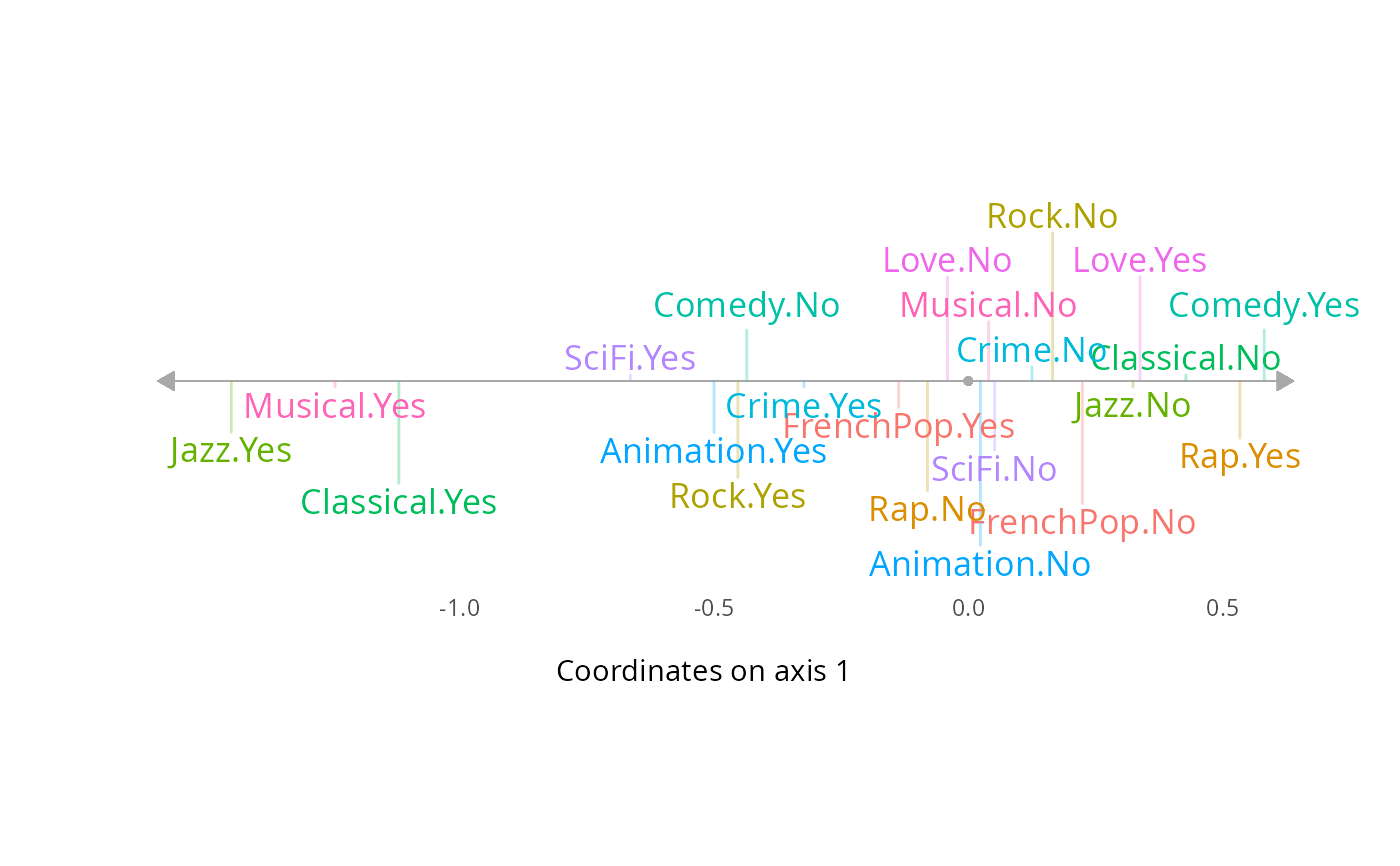 Rock.No
Love.No Love.Yes
Comedy.No Musical.No Comedy.Yes
SciFi.Yes Crime.No Classical.No
Musical.Yes Crime.Yes Jazz.No
FrenchPop.Yes
Jazz.Yes Animation.Yes Rap.Yes
SciFi.No
Classical.Yes Rock.Yes Rap.No
FrenchPop.No
Animation.No
-1.0 -0.5 0.0 0.5
Coordinates on axis 1